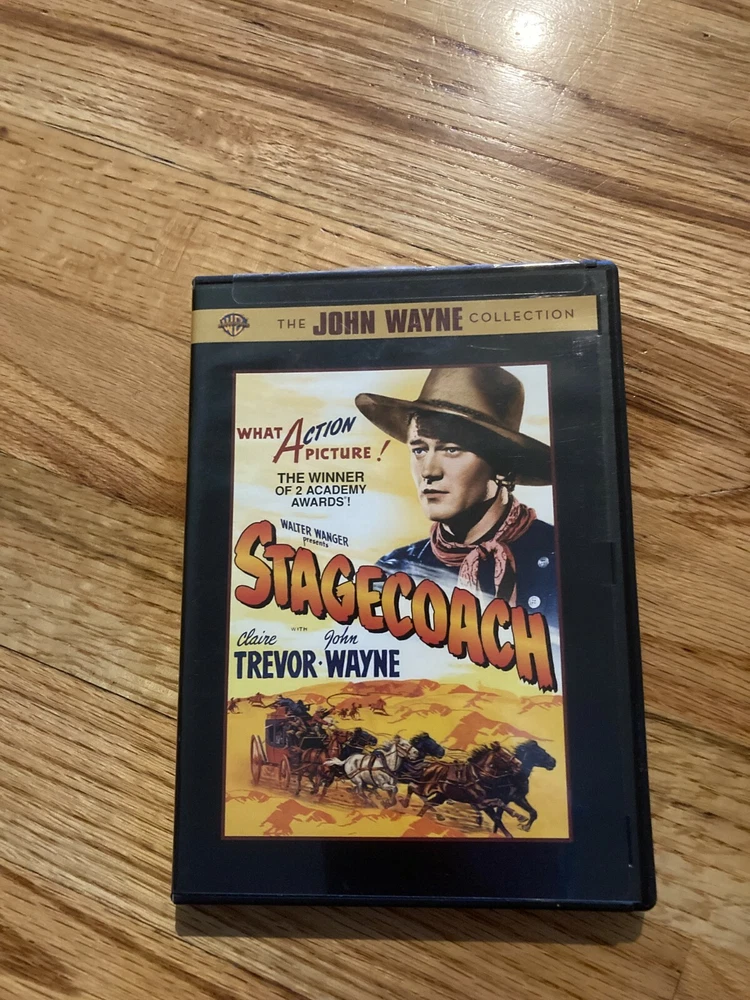 WB
THE JOHN WAYNE COLLECTION
WHAT ACTION
PICTURE!
THE WINNER
OF 2 ACADEMY
AWARDS®!
WALTER WANGER
presents
STAGECOACH
WITH
Claire John
TREVOR · WAYNE